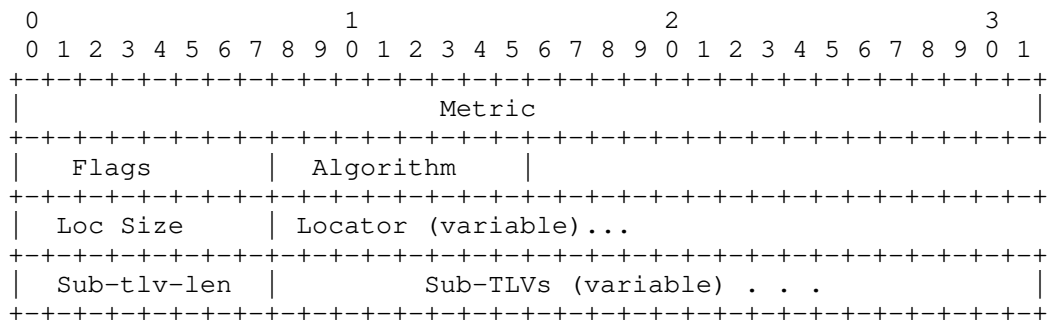 0                   1                   2                   3
 0 1 2 3 4 5 6 7 8 9 0 1 2 3 4 5 6 7 8 9 0 1 2 3 4 5 6 7 8 9 0 1
+-+-+-+-+-+-+-+-+-+-+-+-+-+-+-+-+-+-+-+-+-+-+-+-+-+-+-+-+-+-+-+-+
|                          Metric                               |
+-+-+-+-+-+-+-+-+-+-+-+-+-+-+-+-+-+-+-+-+-+-+-+-+-+-+-+-+-+-+-+-+
|   Flags       |  Algorithm    |
+-+-+-+-+-+-+-+-+-+-+-+-+-+-+-+-+-+-+-+-+-+-+-+-+-+-+-+-+-+-+-+-+
|  Loc Size     | Locator (variable)...
+-+-+-+-+-+-+-+-+-+-+-+-+-+-+-+-+-+-+-+-+-+-+-+-+-+-+-+-+-+-+-+-+
|  Sub-tlv-len  |         Sub-TLVs (variable) . . .             |
+-+-+-+-+-+-+-+-+-+-+-+-+-+-+-+-+-+-+-+-+-+-+-+-+-+-+-+-+-+-+-+-+